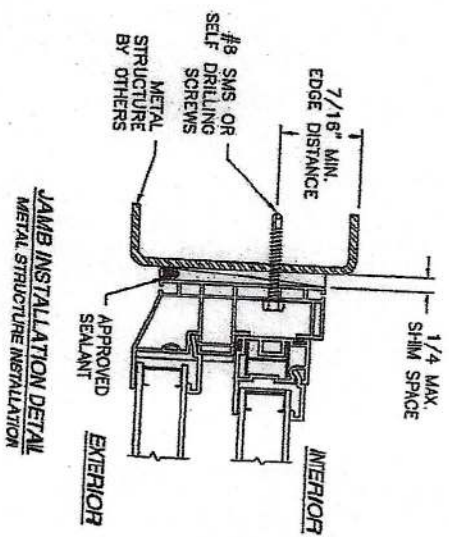 1/4 MAX.
SHIM SPACE
7/16" MIN.
EDGE DISTANCE
INTERIOR
#8 SMS OR
SELF DRILLING
SCREWS
METAL
STRUCTURE
BY OTHERS
APPROVED
SEALANT
EXTERIOR
JAMB INSTALLATION DETAIL
METAL STRUCTURE INSTALLATION